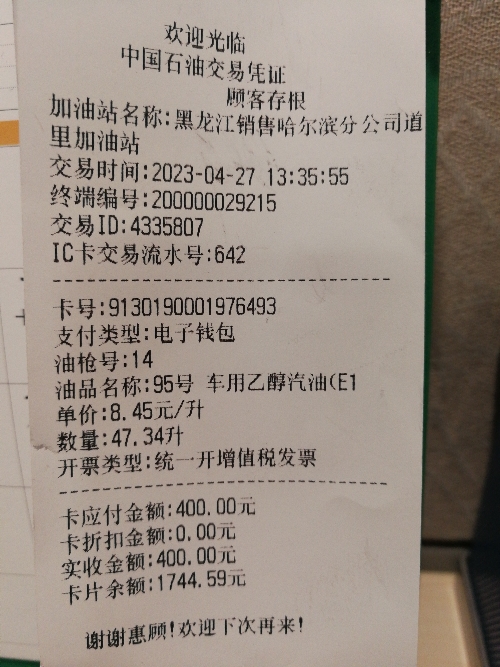 欢迎光临
中国石油交易凭证
顾客存根
加油站名称:黑龙江销售哈尔滨分公司道
里加油站
交易时间:2023-04-27 13:35:55
终端编号:200000029215
交易ID:4335807
IC卡交易流水号:642
卡号:9130190001976493
支付类型:电子钱包
油枪号:14
油品名称:95号 车用乙醇汽油(E1
单价:8.45元/升
数量:47.34升
开票类型:统一开增值税发票
卡应付金额:400.00元
卡折扣金额:0.00元
实收金额:400.00元
卡片余额:1744.59元
谢谢惠顾!欢迎下次再来!